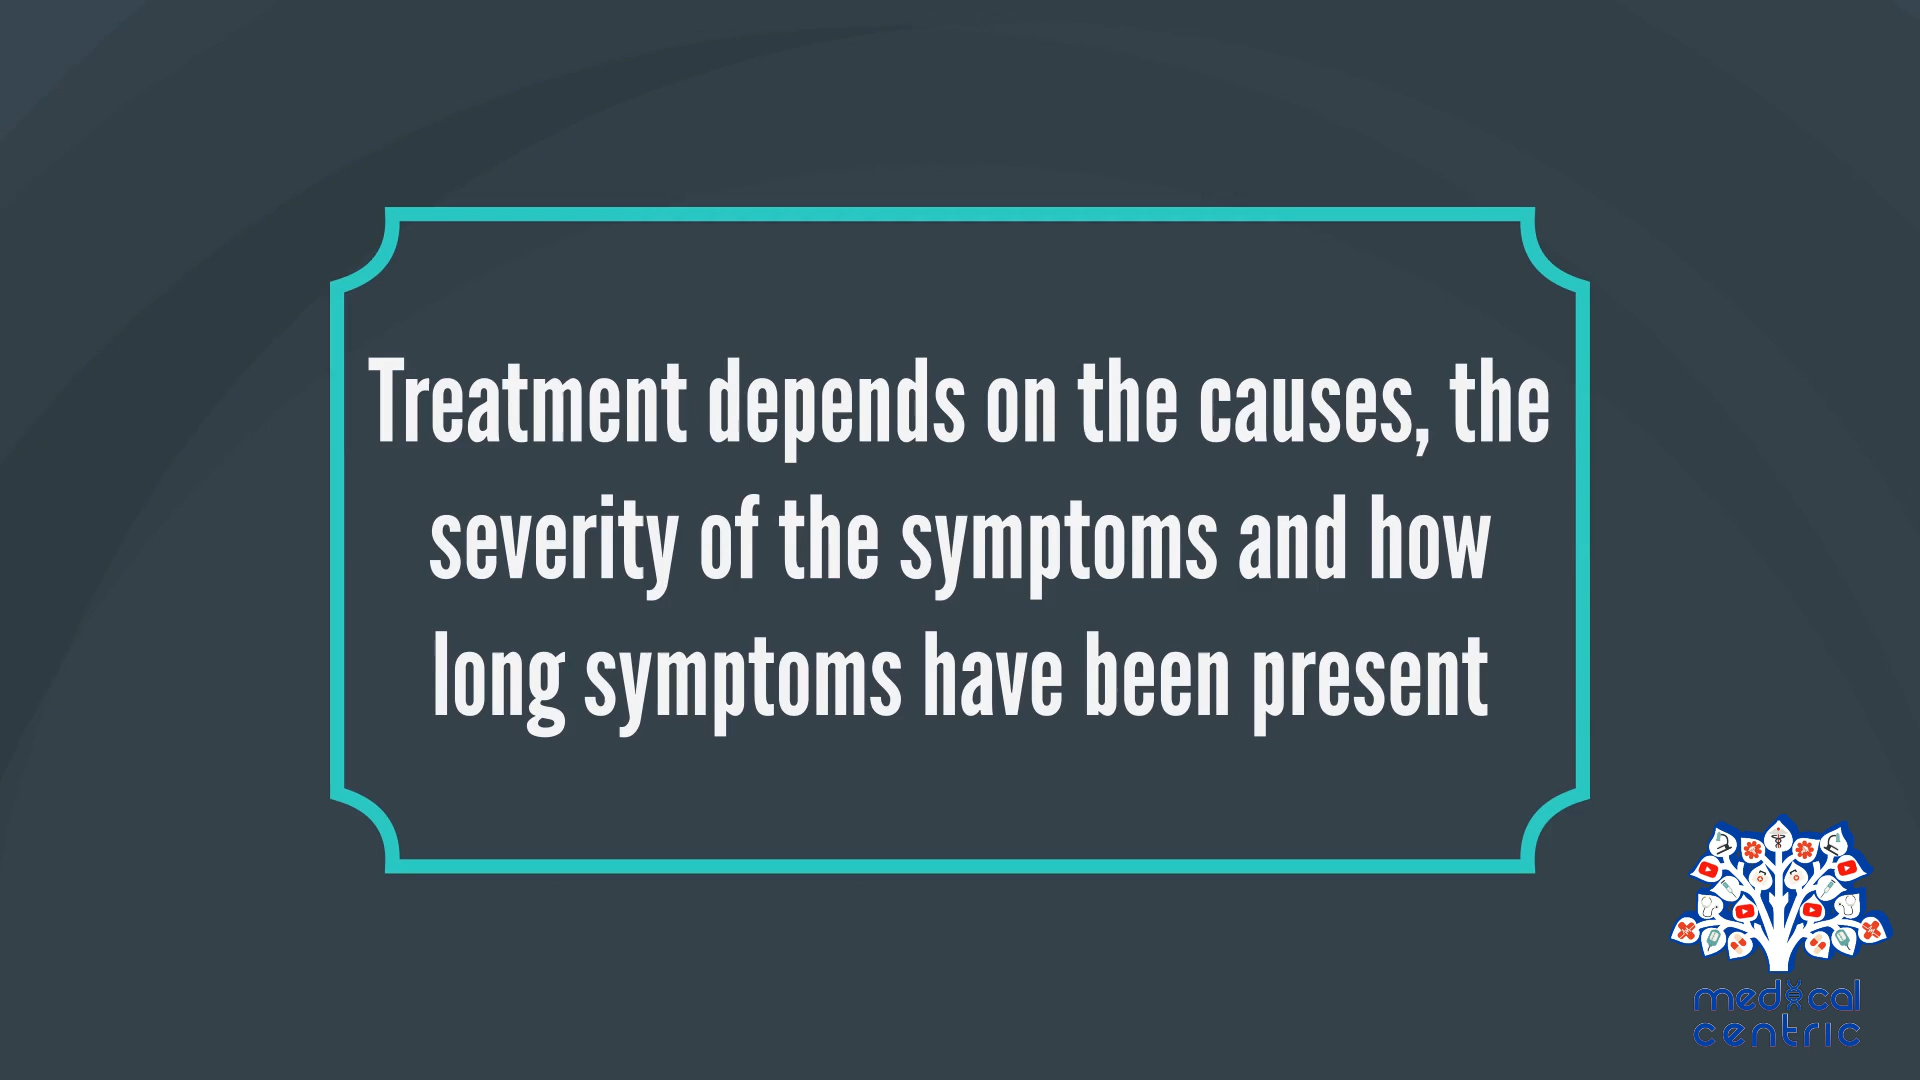 Treatment depends on the causes, the
severity of the symptoms and how
long symptoms have been present
medical
centric